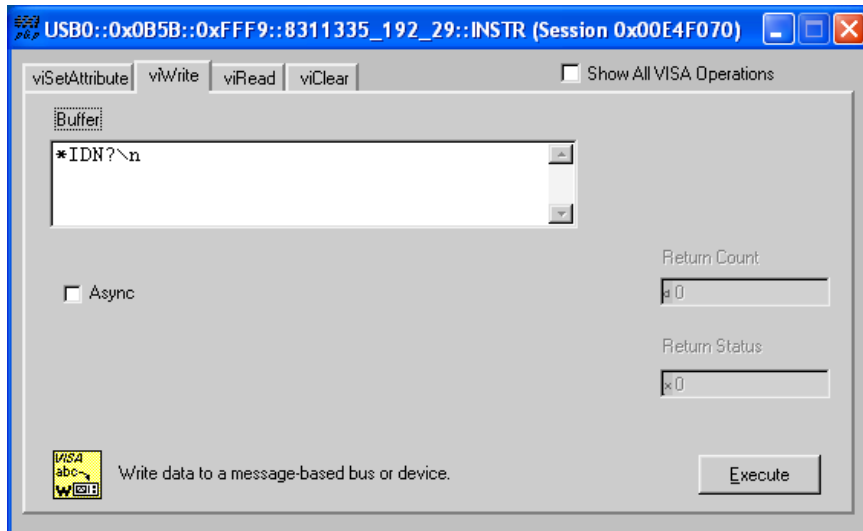 USB0::0x0B5B::0xFFF9::8311335_192_29::INSTR (Session 0x00E4F070)
viSetAttribute viWrite viRead viClear
Show All VISA Operations
Buffer
*IDN?\n
Async
Return Count
d 0
Return Status
x 0
VISA
abc
W
Write data to a message-based bus or device.
Execute